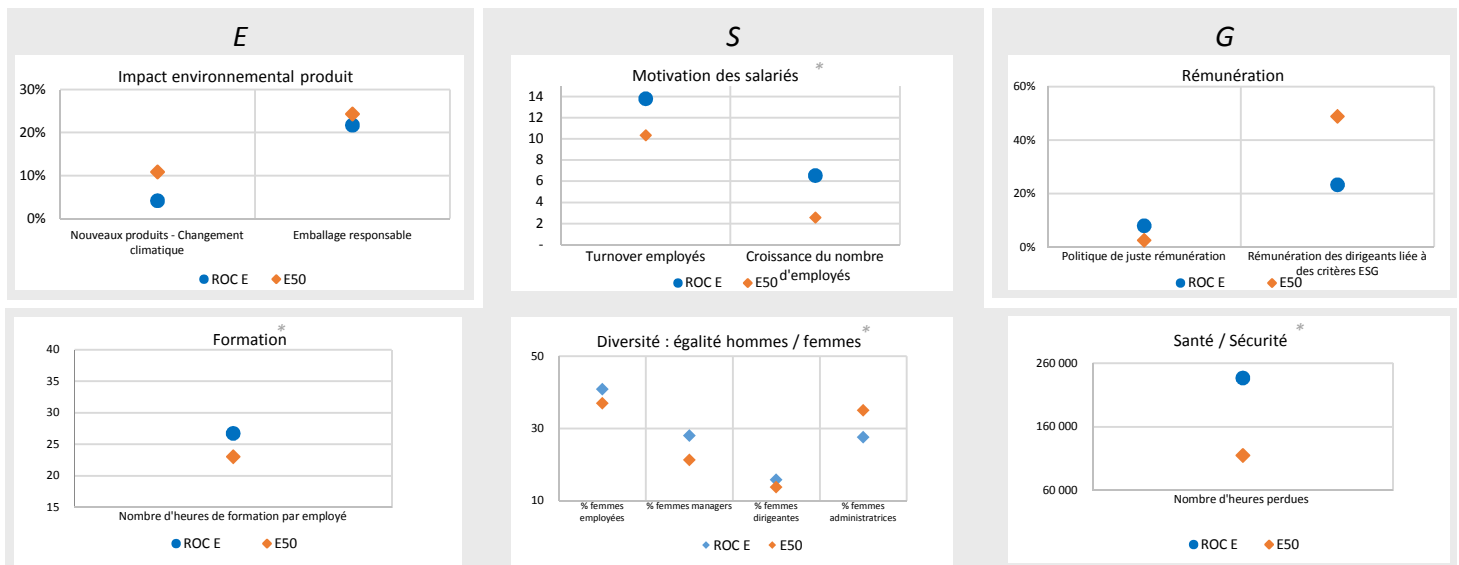 E
Impact environnemental produit
30%
20%
10%
0%
Nouveaux produits - Changement
climatique
Emballage responsable
ROC E
E50
S
Motivation des salariés *
14
12
10
8
6
4
2
-
Turnover employés
Croissance du nombre
d'employés
ROC E
E50
G
Rémunération
60%
40%
20%
0%
Politique de juste rémunération
Rémunération des dirigeants liée à
des critères ESG
ROC E
E50
Formation *
40
35
30
25
20
15
Nombre d'heures de formation par employé
ROC E
E50
Diversité : égalité hommes / femmes *
50
30
10
% femmes
employées
% femmes managers
% femmes
dirigeantes
% femmes
administratrices
ROC E
E50
Santé / Sécurité *
260 000
160 000
60 000
Nombre d'heures perdues
ROC E
E50